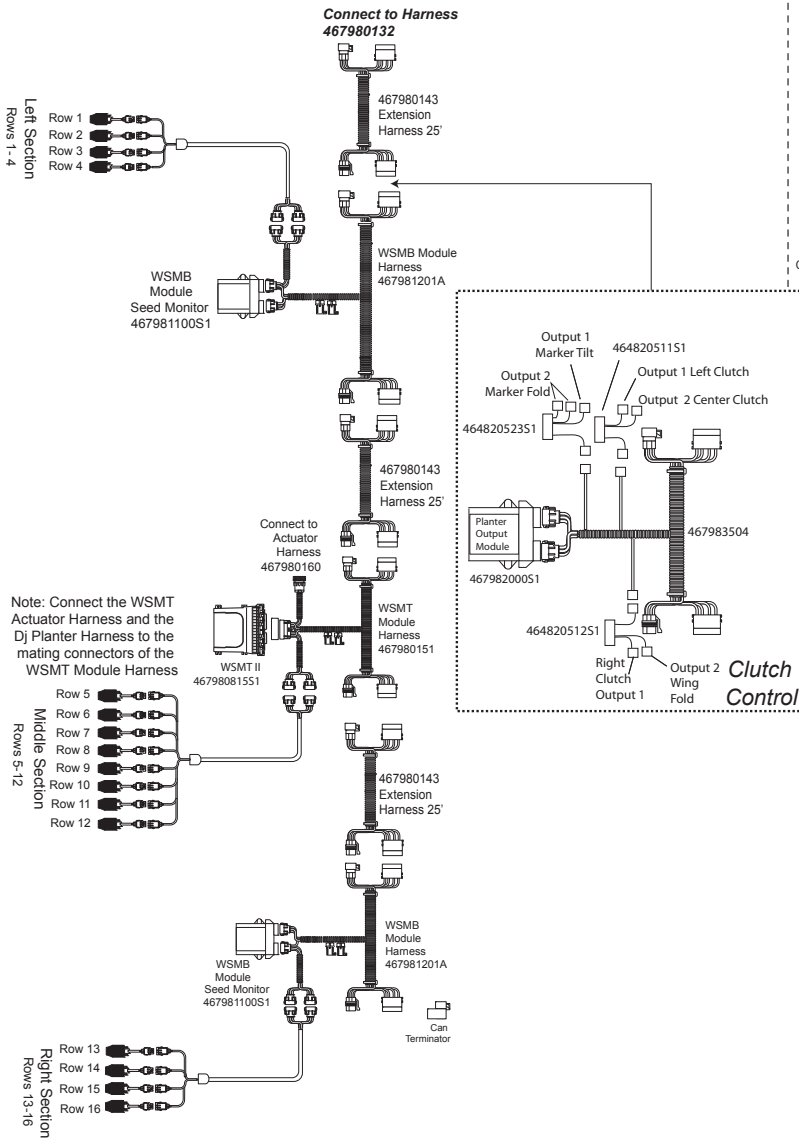 Connect to Harness
467980132
467980143
Extension
Harness 25'
Left Section
Rows 1- 4
Row 1
Row 2
Row 3
Row 4
WSMB Module
Harness
467981201A
WSMB
Module
Seed Monitor
467981100S1
467980143
Extension
Harness 25'
Connect to
Actuator
Harness
467980160
WSMT
Module
Harness
467980151
WSMT II
467980815S1
Note: Connect the WSMT
Actuator Harness and the
Dj Planter Harness to the
mating connectors of the
WSMT Module Harness
Middle Section
Rows 5-12
Row 5
Row 6
Row 7
Row 8
Row 9
Row 10
Row 11
Row 12
467980143
Extension
Harness 25'
WSMB
Module
Harness
467981201A
WSMB
Module
Seed Monitor
467981100S1
Can
Terminator
Right Section
Rows 13-16
Row 13
Row 14
Row 15
Row 16
Output 1
Marker Tilt
464820511S1
Output 2
Marker Fold
Output 1 Left Clutch
Output 2 Center Clutch
464820523S1
Planter
Output
Module
467983504
467982000S1
464820512S1
Right
Clutch
Output 1
Output 2
Wing
Fold
Clutch
Control